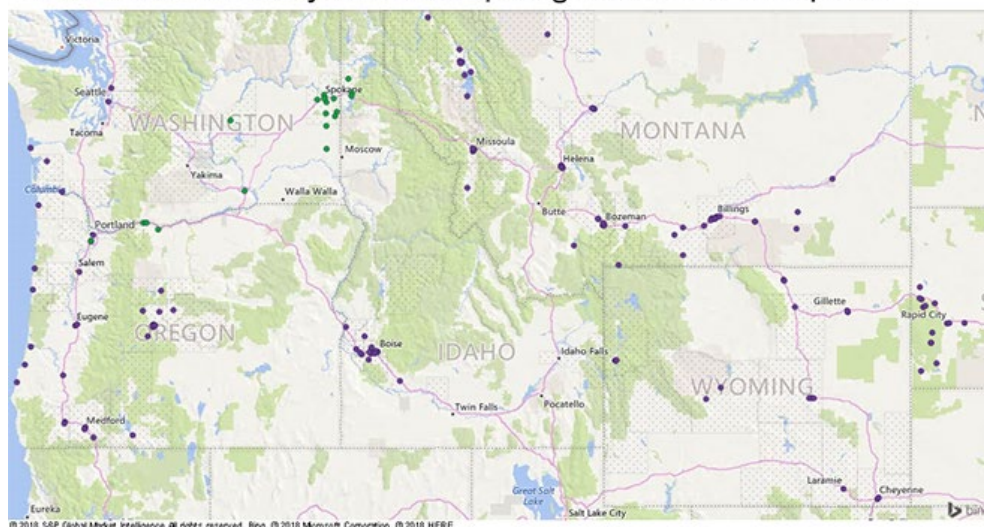 Victoria
Seattle
Spokane
WASHINGTON
MONTANA
Tacoma
Missoula
Moscow
Helena
Yakima
Walla Walla
Butte
Bozeman
Billings
Portland
Salem
Gillette
Rapid City
Eugene
OREGON
Boise
IDAHO
Idaho Falls
WYOMING
Pocatello
Twin Falls
Medford
Great Salt
Lake
Laramie
Cheyenne
Eureka
Salt Lake City
© 2018 S&P Global Market Intelligence. All rights reserved. Bing, © 2018 Microsoft Corporation, © 2018 HERE